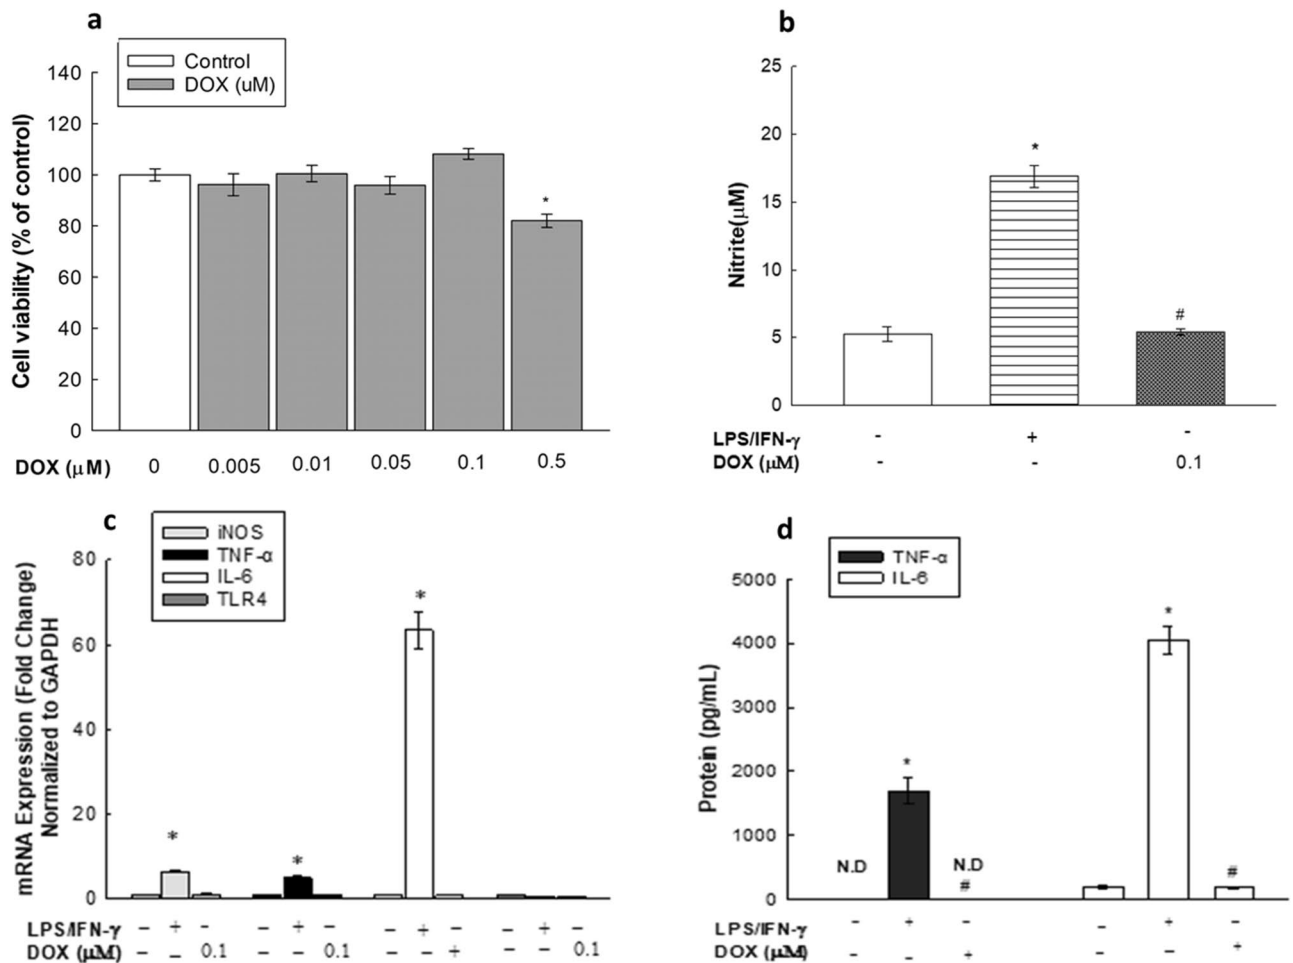 a
Control
DOX (uM)
Cell viability (% of control)
140
120
100
80
60
40
20
0
*
DOX (μM) 0 0.005 0.01 0.05 0.1 0.5
b
Nitrite(μM)
25
20
15
10
5
0
*
#
LPS/IFN-γ - + -
DOX (μM) - - 0.1
c
iNOS
TNF-α
IL-6
TLR4
mRNA Expression (Fold Change)
Normalized to GAPDH
80
60
40
20
0
*
*
*
LPS/IFN-γ – + – – + – – + – – + –
DOX (μM) – – 0.1 – – 0.1 – – + – – 0.1
d
TNF-α
IL-6
Protein (pg/mL)
5000
4000
3000
2000
1000
0
N.D
*
N.D
#
*
#
LPS/IFN-γ – + – – + –
DOX (μM) – – + – – +